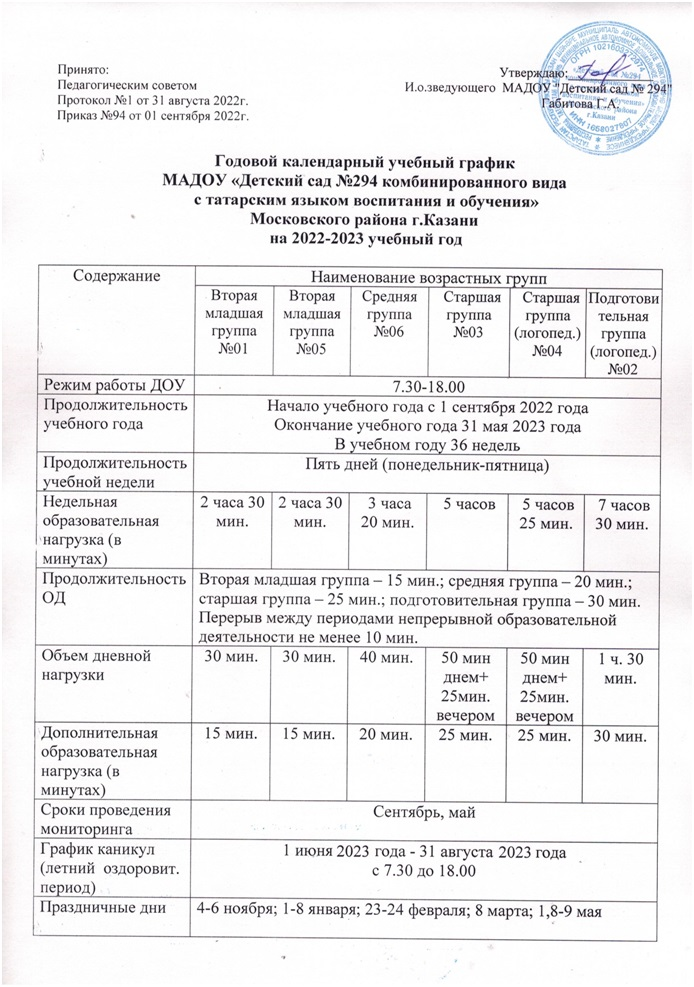 Принято:
Педагогическим советом
Протокол №1 от 31 августа 2022г.
Приказ №94 от 01 сентября 2022г.
Утверждаю:
И.о.зведующего МАДОУ "Детский сад № 294"
Габитова Г.А.
Годовой календарный учебный график
МАДОУ «Детский сад №294 комбинированного вида
с татарским языком воспитания и обучения»
Московского района г.Казани
на 2022-2023 учебный год
Содержание
Наименование возрастных групп
Вторая младшая группа №01
Вторая младшая группа №05
Средняя группа №06
Старшая группа №03
Старшая группа (логопед.) №04
Подготови тельная группа (логопед.) №02
Режим работы ДОУ
7.30-18.00
Продолжительность
учебного года
Начало учебного года с 1 сентября 2022 года
Окончание учебного года 31 мая 2023 года
В учебном году 36 недель
Продолжительность
учебной недели
Пять дней (понедельник-пятница)
Недельная
образовательная
нагрузка (в
минутах)
2 часа 30 мин.
2 часа 30 мин.
3 часа 20 мин.
5 часов
5 часов 25 мин.
7 часов 30 мин.
Продолжительность
ОД
Вторая младшая группа – 15 мин.; средняя группа – 20 мин.;
старшая группа – 25 мин.; подготовительная группа – 30 мин.
Перерыв между периодами непрерывной образовательной
деятельности не менее 10 мин.
Объем дневной
нагрузки
30 мин.
30 мин.
40 мин.
50 мин днем+ 25мин. вечером
50 мин днем+ 25мин. вечером
1 ч. 30 мин.
Дополнительная
образовательная
нагрузка (в
минутах)
15 мин.
15 мин.
20 мин.
25 мин.
25 мин.
30 мин.
Сроки проведения
мониторинга
Сентябрь, май
График каникул
(летний оздоровит.
период)
1 июня 2023 года - 31 августа 2023 года
с 7.30 до 18.00
Праздничные дни
4-6 ноября; 1-8 января; 23-24 февраля; 8 марта; 1,8-9 мая